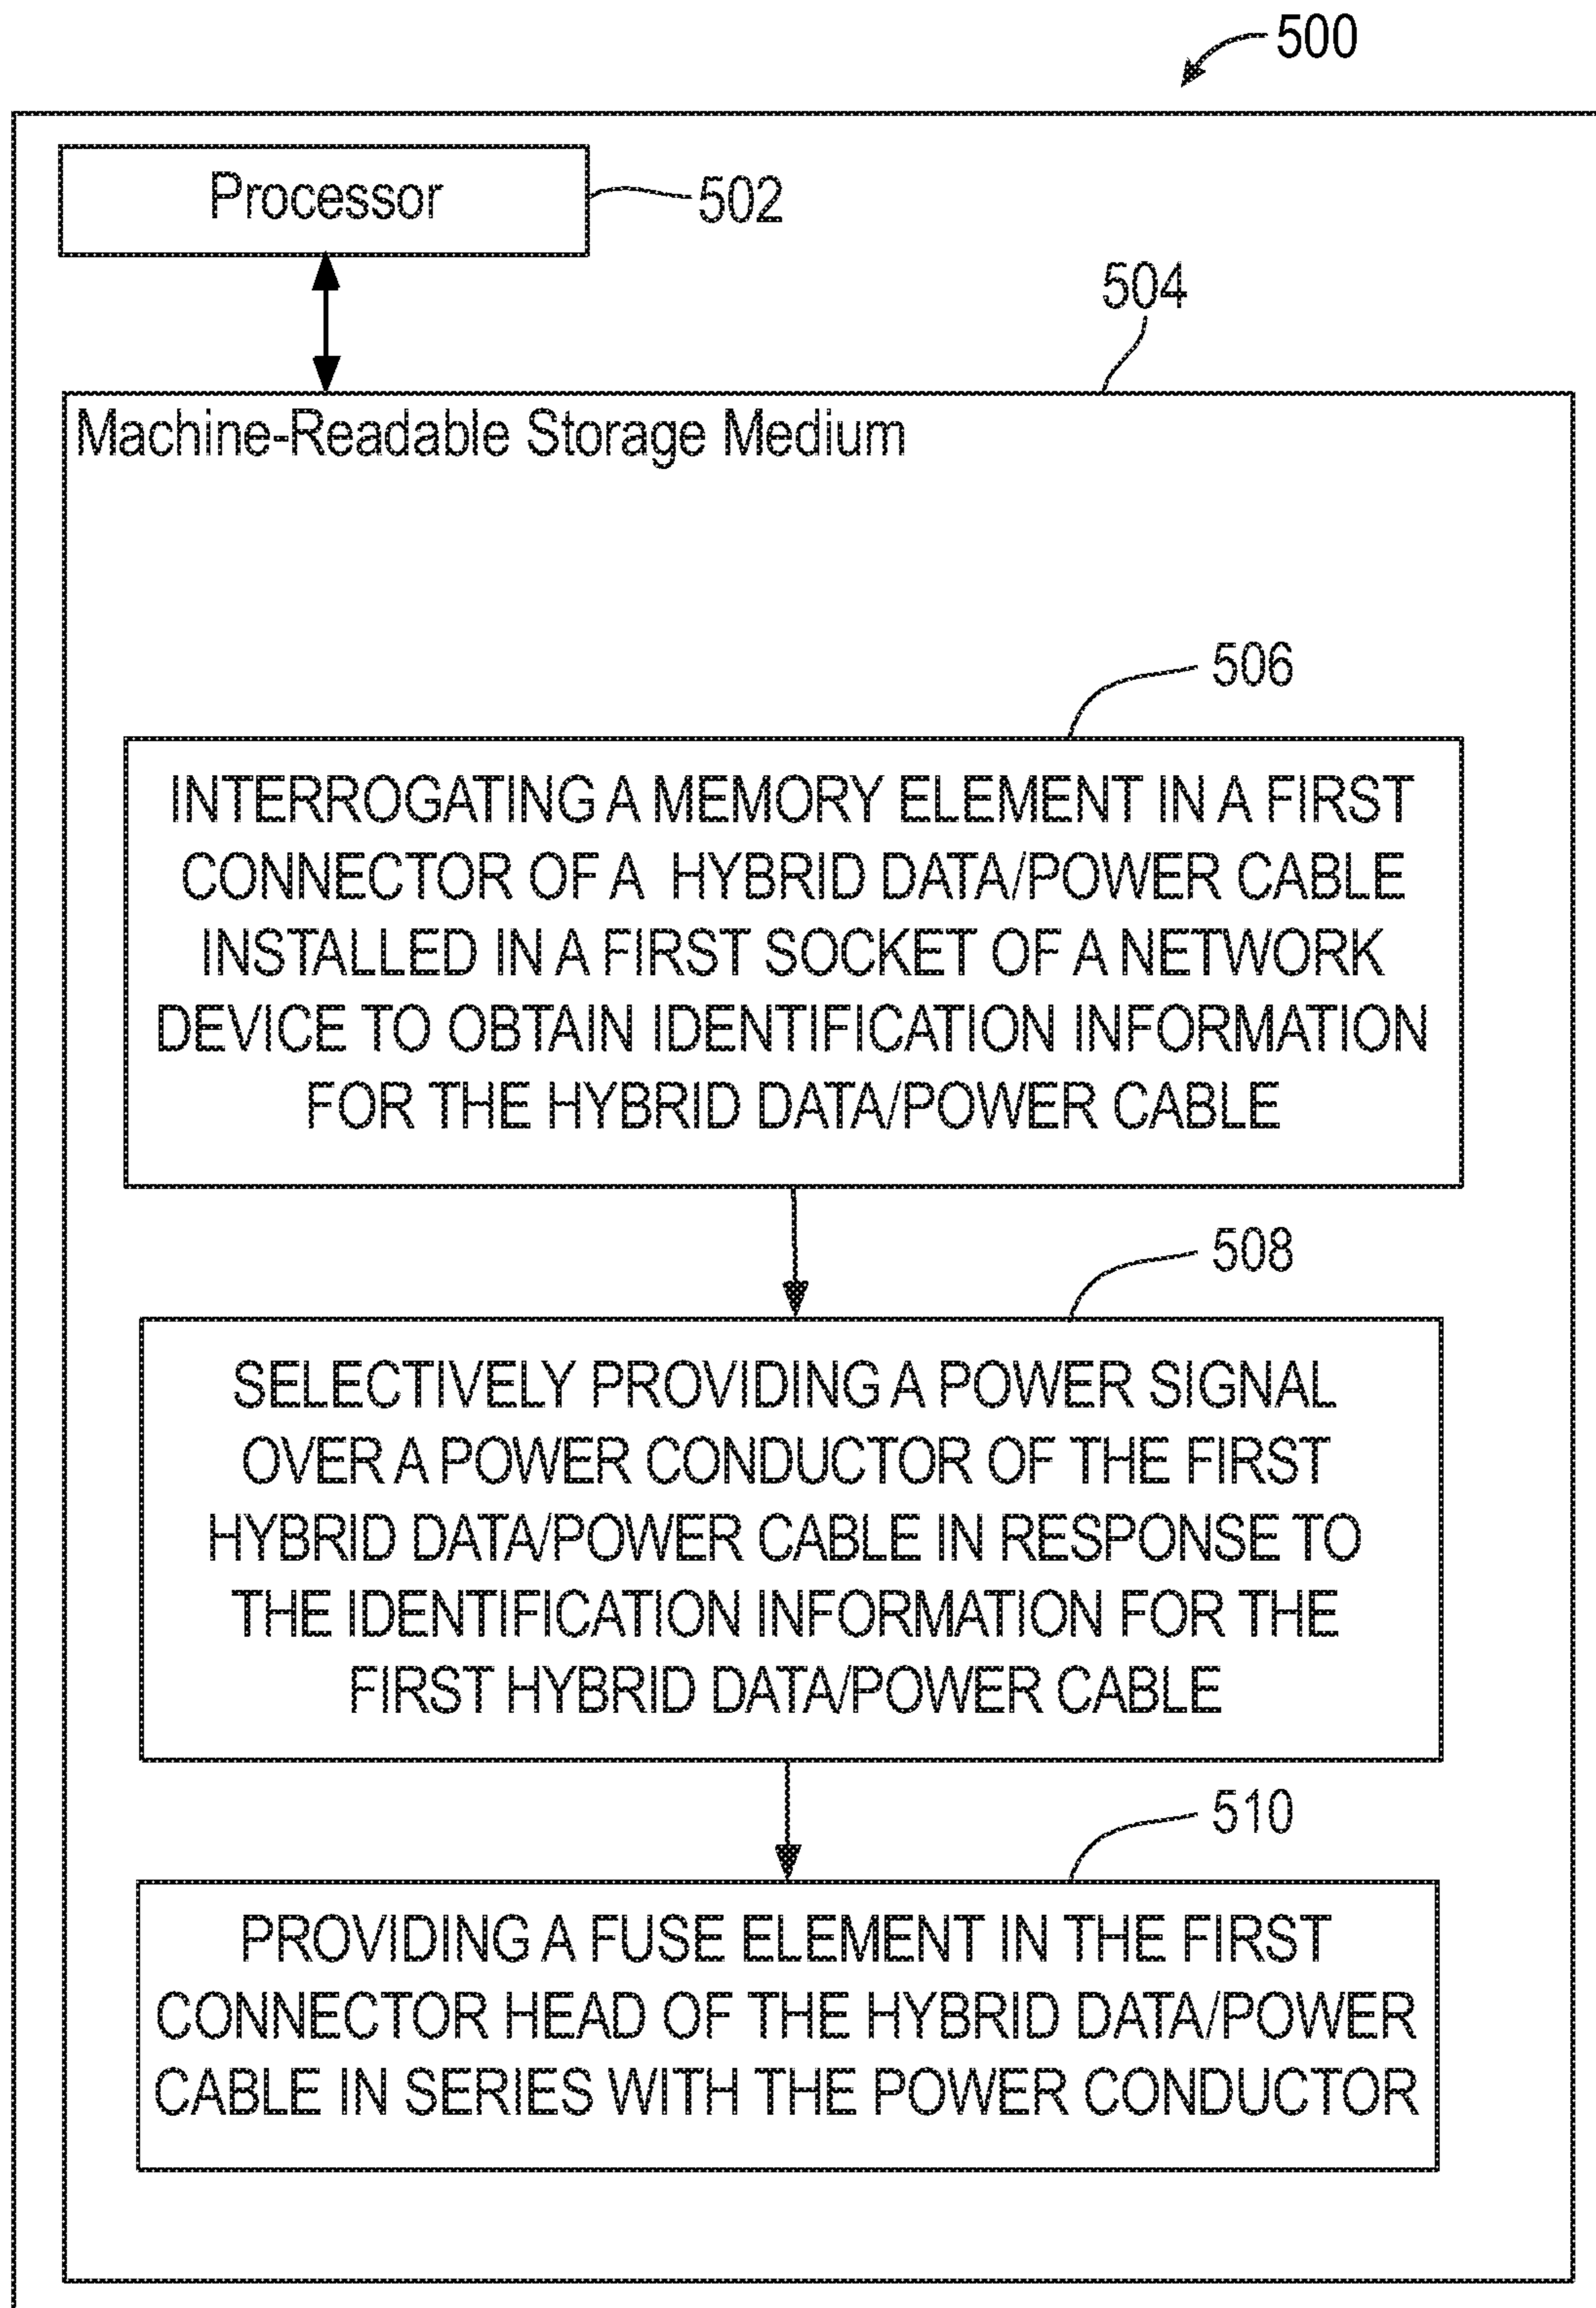 500
Processor
502
504
Machine-Readable Storage Medium
506
INTERROGATING A MEMORY ELEMENT IN A FIRST
CONNECTOR OF A HYBRID DATA/POWER CABLE
INSTALLED IN A FIRST SOCKET OF A NETWORK
DEVICE TO OBTAIN IDENTIFICATION INFORMATION
FOR THE HYBRID DATA/POWER CABLE
508
SELECTIVELY PROVIDING A POWER SIGNAL
OVER A POWER CONDUCTOR OF THE FIRST
HYBRID DATA/POWER CABLE IN RESPONSE TO
THE IDENTIFICATION INFORMATION FOR THE
FIRST HYBRID DATA/POWER CABLE
510
PROVIDING A FUSE ELEMENT IN THE FIRST
CONNECTOR HEAD OF THE HYBRID DATA/POWER
CABLE IN SERIES WITH THE POWER CONDUCTOR